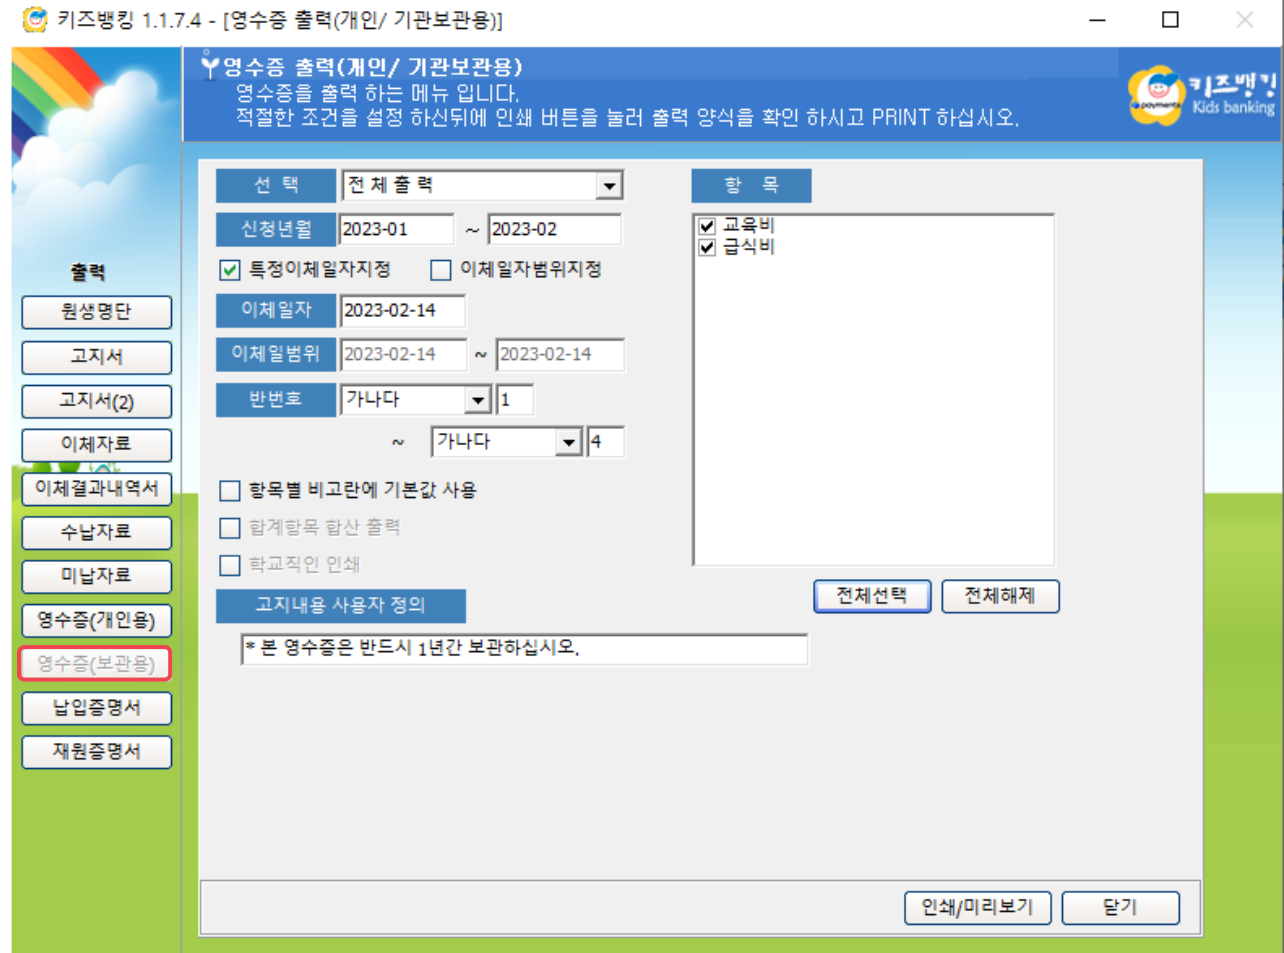 키즈뱅킹 1.1.7.4 - [영수증 출력(개인/ 기관보관용)]
영수증 출력(개인/ 기관보관용)
영수증을 출력 하는 메뉴 입니다.
적절한 조건을 설정 하신뒤에 인쇄 버튼을 눌러 출력 양식을 확인 하시고 PRINT 하십시오.
payments
키즈뱅킹
Kids banking
출력
원생명단
고지서
고지서(2)
이체자료
이체결과내역서
수납자료
미납자료
영수증(개인용)
영수증(보관용)
납입증명서
재원증명서
선 택 전 체 출 력
신청년월 2023-01 ~ 2023-02
특정이체일자지정 이체일자범위지정
이체일자 2023-02-14
이체일범위 2023-02-14 ~ 2023-02-14
반번호 가나다 1
~ 가나다 4
항목별 비고란에 기본값 사용
합계항목 합산 출력
학교직인 인쇄
고지내용 사용자 정의
* 본 영수증은 반드시 1년간 보관하십시오.
항 목
교육비
급식비
전체선택 전체해제
인쇄/미리보기 닫기